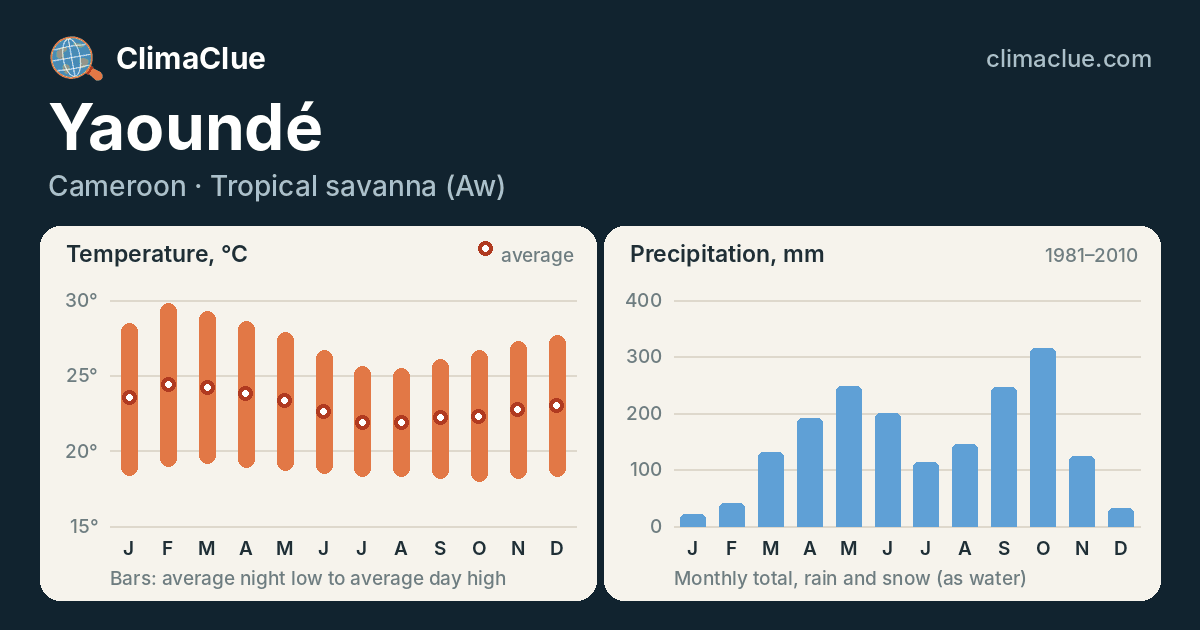 ClimaClue
climaclue.com
Yaoundé
Cameroon · Tropical savanna (Aw)
Temperature, °C
average
30°
25°
20°
15°
J F M A M J J A S O N D
Bars: average night low to average day high
Precipitation, mm
1981–2010
400
300
200
100
0
J F M A M J J A S O N D
Monthly total, rain and snow (as water)